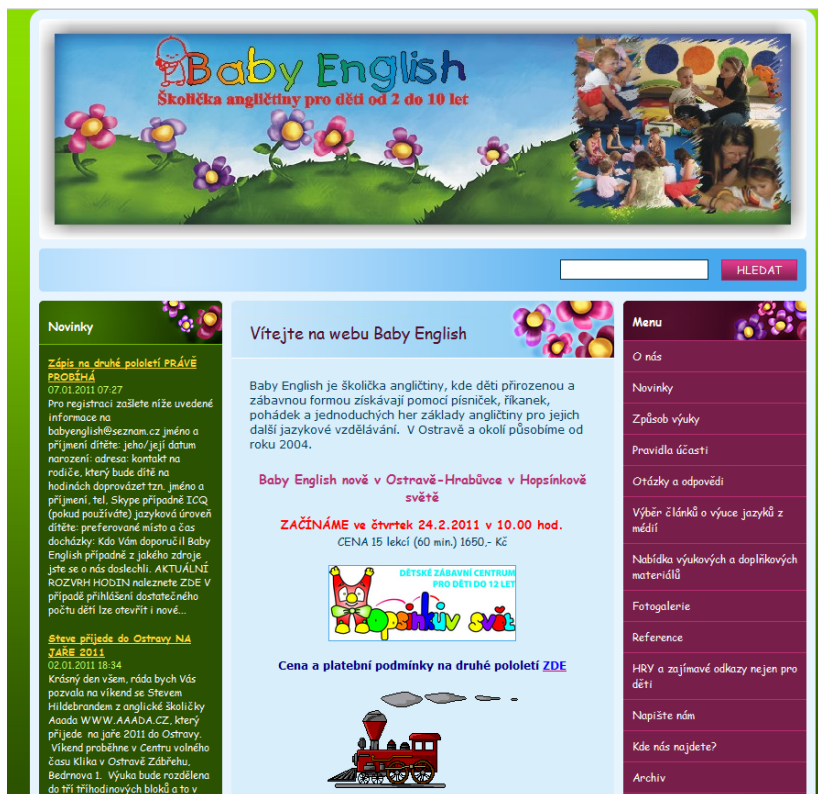 Baby English
Školička angličtiny pro děti od 2 do 10 let
HLEDAT
Novinky
Zápis na druhé pololetí PRÁVĚ
PROBÍHÁ
07.01.2011 07:27
Pro registraci zašlete níže uvedené
informace na
babyenglish@seznam.cz jméno a
příjmení dítěte: jeho/její datum
narození: adresa: kontakt na
rodiče, který bude dítě na
hodinách doprovázet tzn. jméno a
příjmení, tel, Skype případně ICQ
(pokud používáte) jazyková úroveň
dítěte: preferované místo a čas
docházky: Kdo Vám doporučil Baby
English případně z jakého zdroje
jste se o nás doslechli. AKTUÁLNÍ
ROZVRH HODIN naleznete ZDE V
případě přihlášení dostatečného
počtu dětí lze otevřít i nové...
Steve přijede do Ostravy NA
JAŘE 2011
02.01.2011 18:34
Krásný den všem, ráda bych Vás
pozvala na víkend se Stevem
Hildebrandem z anglické školičky
Aaada WWW.AAADA.CZ, který
přijede na jaře 2011 do Ostravy.
Víkend proběhne v Centru volného
času Klika v Ostravě Zábřehu,
Bedrnova 1. Výuka bude rozdělena
do tří tříhodinových bloků a to v
Vítejte na webu Baby English
Baby English je školička angličtiny, kde děti přirozenou a
zábavnou formou získávají pomocí písniček, říkanek,
pohádek a jednoduchých her základy angličtiny pro jejich
další jazykové vzdělávání. V Ostravě a okolí působíme od
roku 2004.
Baby English nově v Ostravě-Hrabůvce v Hopsínkově
světě
ZAČÍNÁME ve čtvrtek 24.2.2011 v 10.00 hod.
CENA 15 lekcí (60 min.) 1650,- Kč
DĚTSKÉ ZÁBAVNÍ CENTRUM
PRO DĚTI DO 12 LET
Hopsinkův svět
Cena a platební podmínky na druhé pololetí ZDE
Menu
O nás
Novinky
Způsob výuky
Pravidla účasti
Otázky a odpovědi
Výběr článků o výuce jazyků z
médií
Nabídka výukových a doplňkových
materiálů
Fotogalerie
Reference
HRY a zajímavé odkazy nejen pro
děti
Napište nám
Kde nás najdete?
Archiv